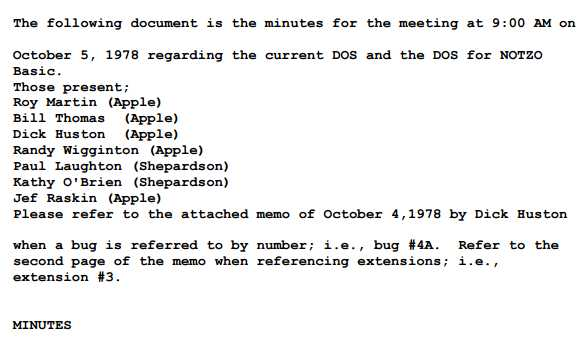 The following document is the minutes for the meeting at 9:00 AM on
October 5, 1978 regarding the current DOS and the DOS for NOTZO
Basic.
Those present;
Roy Martin (Apple)
Bill Thomas  (Apple)
Dick Huston  (Apple)
Randy Wigginton (Apple)
Paul Laughton (Shepardson)
Kathy O'Brien (Shepardson)
Jef Raskin (Apple)
Please refer to the attached memo of October 4,1978 by Dick Huston
when a bug is referred to by number; i.e., bug #4A.  Refer to the
second page of the memo when referencing extensions; i.e.,
extension #3.
MINUTES